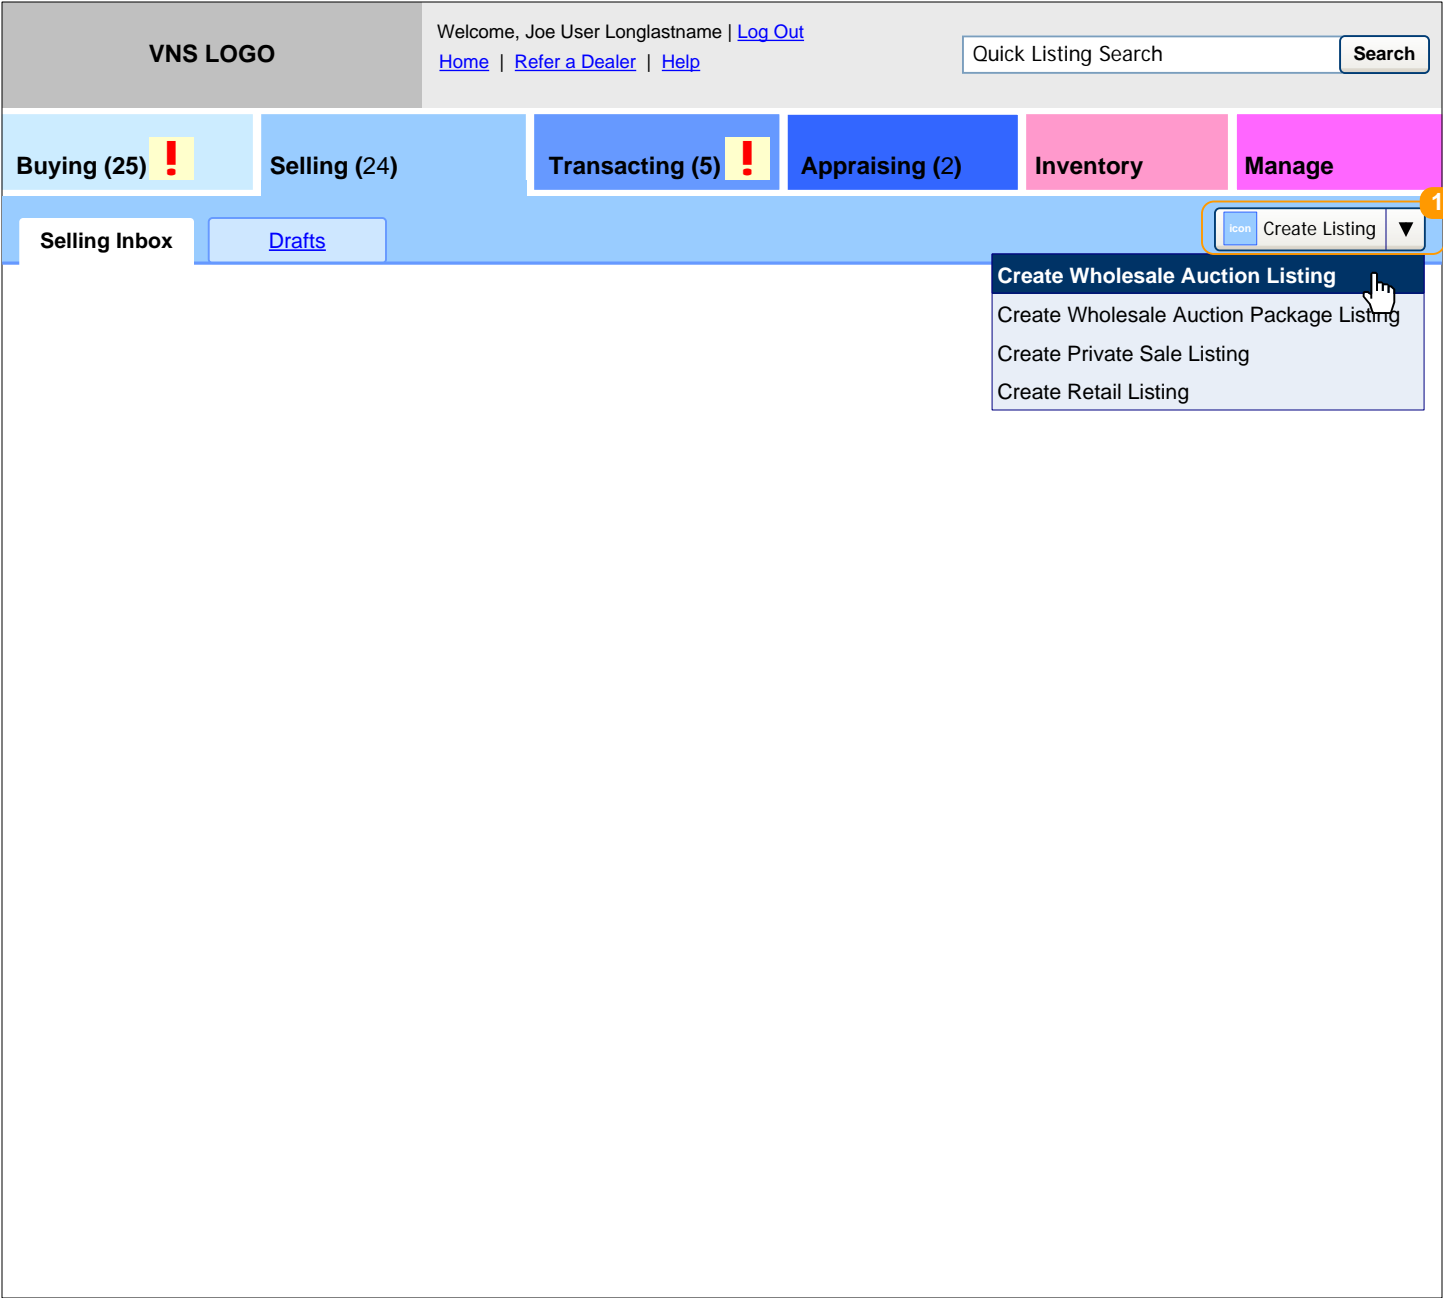 VNS LOGO
Welcome, Joe User Longlastname | Log Out
Home | Refer a Dealer | Help
Quick Listing Search
Search
Buying (25) !
Selling (24)
Transacting (5) !
Appraising (2)
Inventory
Manage
1
Selling Inbox
Drafts
icon Create Listing ▼
Create Wholesale Auction Listing
Create Wholesale Auction Package Listing
Create Private Sale Listing
Create Retail Listing